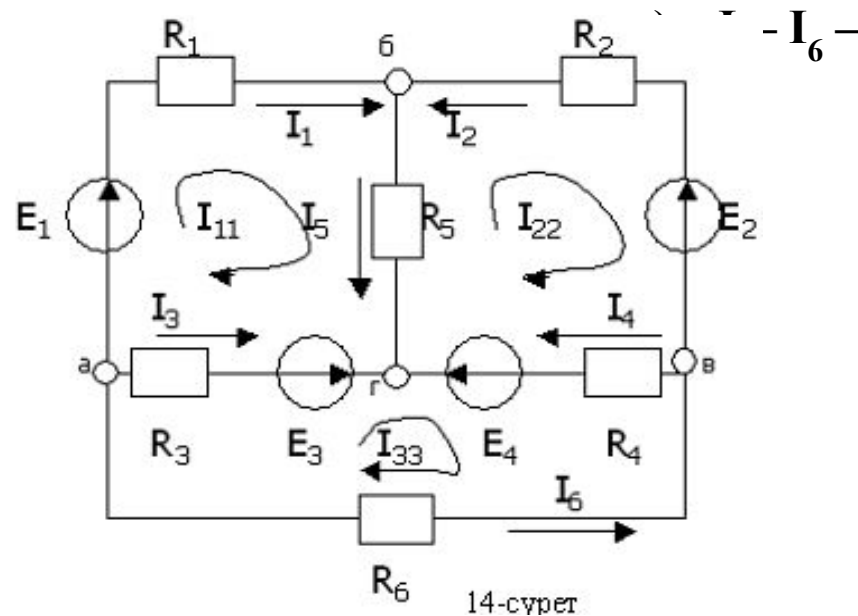 - I₆ –
R₁ б R₂
I₁ I₂
E₁ I₁₁ I₅ R₅ I₂₂ E₂
I₃ I₄
а г в
R₃ E₃ I₃₃ E₄ R₄
I₆
R₆
14-сурет